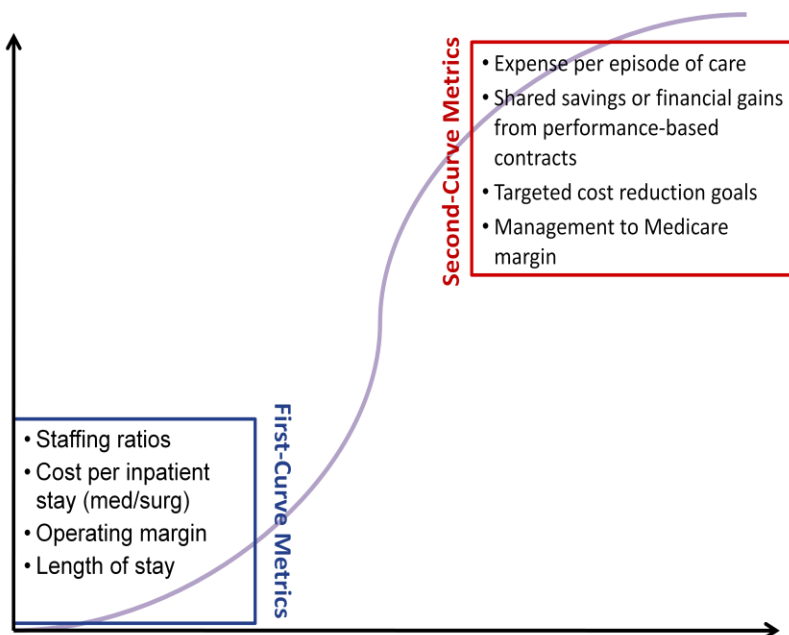 Second-Curve Metrics
• Expense per episode of care
• Shared savings or financial gains
from performance-based
contracts
• Targeted cost reduction goals
• Management to Medicare
margin
First-Curve Metrics
• Staffing ratios
• Cost per inpatient
stay (med/surg)
• Operating margin
• Length of stay